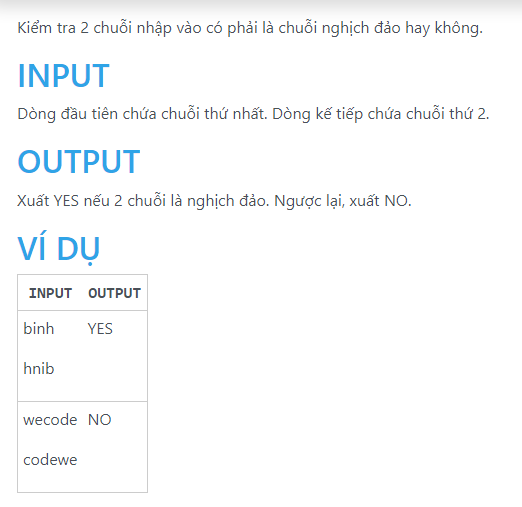 Kiểm tra 2 chuỗi nhập vào có phải là chuỗi nghịch đảo hay không.
INPUT
Dòng đầu tiên chứa chuỗi thứ nhất. Dòng kế tiếp chứa chuỗi thứ 2.
OUTPUT
Xuất YES nếu 2 chuỗi là nghịch đảo. Ngược lại, xuất NO.
VÍ DỤ
INPUT OUTPUT
binh YES
hnib
wecode NO
codewe